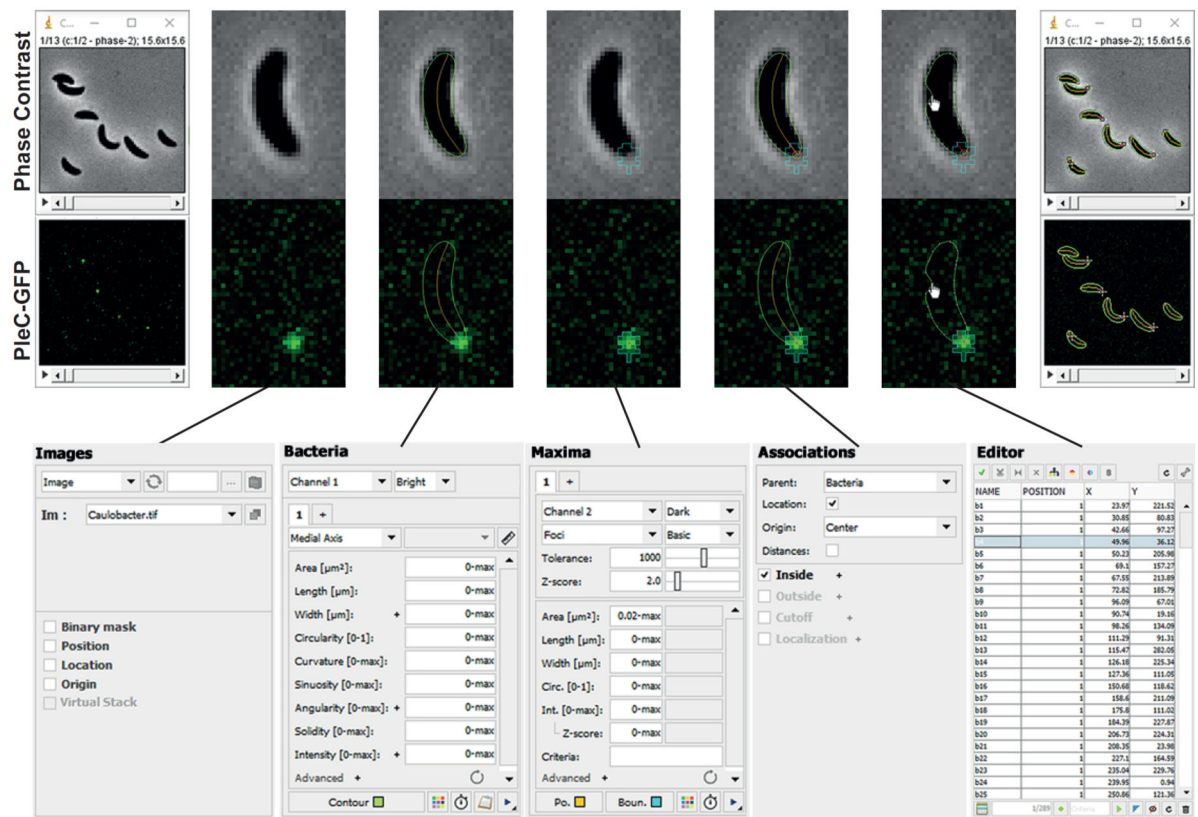 Phase Contrast
PleC-GFP
C...
1/13 (c:1/2 - phase-2); 15.6x15.6
C...
1/13 (c:1/2 - phase-2); 15.6x15.6
Images
Image
...
Im : Caulobacter.tif
Binary mask
Position
Location
Origin
Virtual Stack
Bacteria
Channel 1 Bright
1 +
Medial Axis
Area [µm²]: 0-max
Length [µm]: 0-max
Width [µm]: + 0-max
Circularity [0-1]: 0-max
Curvature [0-max]: 0-max
Sinuosity [0-max]: 0-max
Angularity [0-max]: + 0-max
Solidity [0-max]: 0-max
Intensity [0-max]: + 0-max
Advanced +
Contour
Maxima
1 +
Channel 2 Dark
Foci Basic
Tolerance: 1000
Z-score: 2.0
Area [µm²]: 0.02-max
Length [µm]: 0-max
Width [µm]: 0-max
Circ. [0-1]: 0-max
Int. [0-max]: 0-max
Z-score: 0-max
Criteria:
Advanced +
Po. Boun.
Associations
Parent: Bacteria
Location:
Origin: Center
Distances:
Inside +
Outside +
Cutoff +
Localization +
Editor
NAME POSITION X Y
b1 1 23.97 221.52
b2 1 30.85 80.83
b3 1 42.66 97.27
1 49.96 36.12
b5 1 50.23 205.98
b6 1 69.1 157.27
b7 1 67.55 213.89
b8 1 72.82 185.79
b9 1 96.09 67.01
b10 1 90.74 19.16
b11 1 98.26 134.09
b12 1 111.29 91.31
b13 1 115.47 282.05
b14 1 126.18 225.34
b15 1 127.36 111.05
b16 1 150.68 118.62
b17 1 158.6 211.09
b18 1 175.8 111.02
b19 1 184.39 227.87
b20 1 206.73 224.31
b21 1 208.35 23.98
b22 1 227.1 164.59
b23 1 235.04 229.76
b24 1 239.95 0.94
b25 1 250.86 121.36
1/289 Criteria